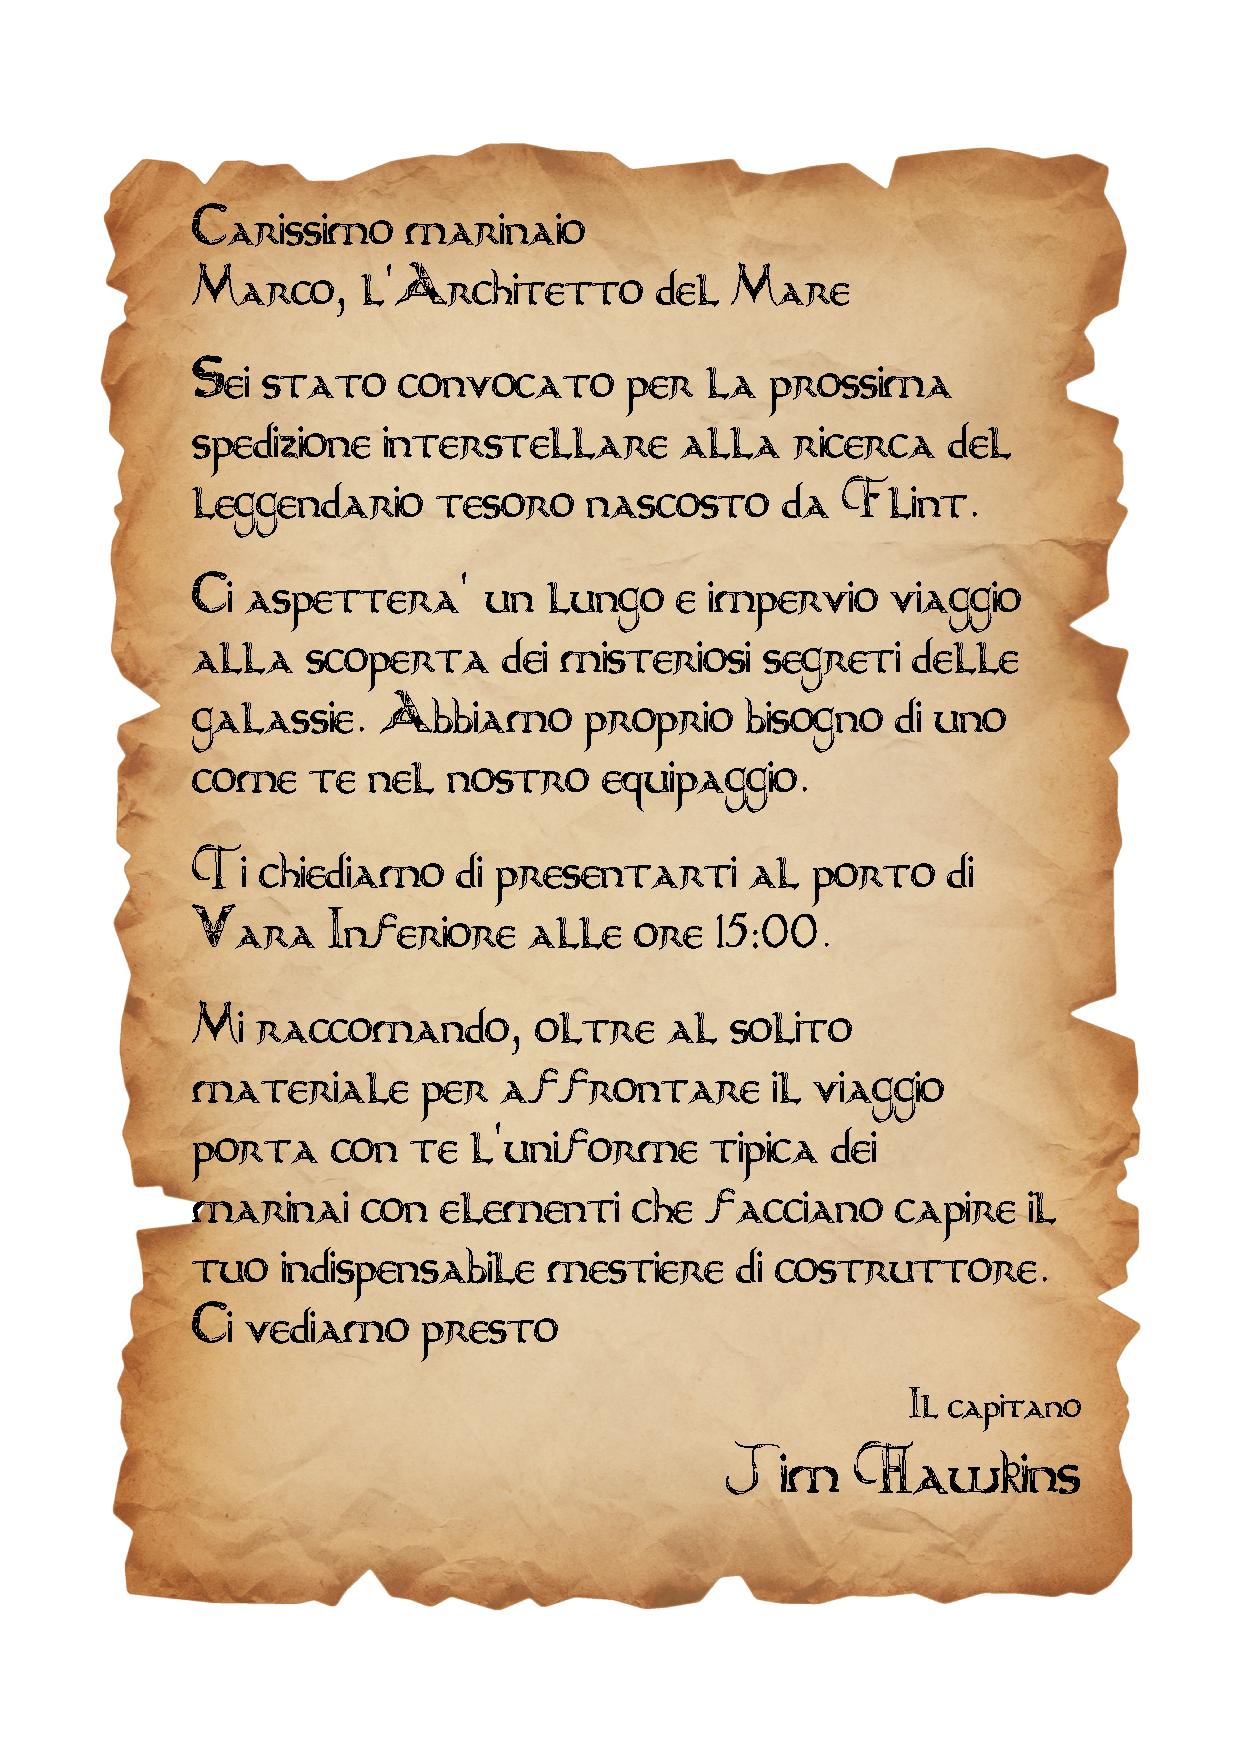 Carissimo marinaio
Marco, l'Architetto del Mare
Sei stato convocato per la prossima
spedizione interstellare alla ricerca del
leggendario tesoro nascosto da Flint.
Ci aspettera' un lungo e impervio viaggio
alla scoperta dei misteriosi segreti delle
galassie. Abbiamo proprio bisogno di uno
come te nel nostro equipaggio.
Ti chiediamo di presentarti al porto di
Vara Inferiore alle ore 15:00.
Mi raccomando, oltre al solito
materiale per affrontare il viaggio
porta con te l'uniforme tipica dei
marinai con elementi che facciano capire il
tuo indispensabile mestiere di costruttore.
Ci vediamo presto
Il capitano
Jim Hawkins